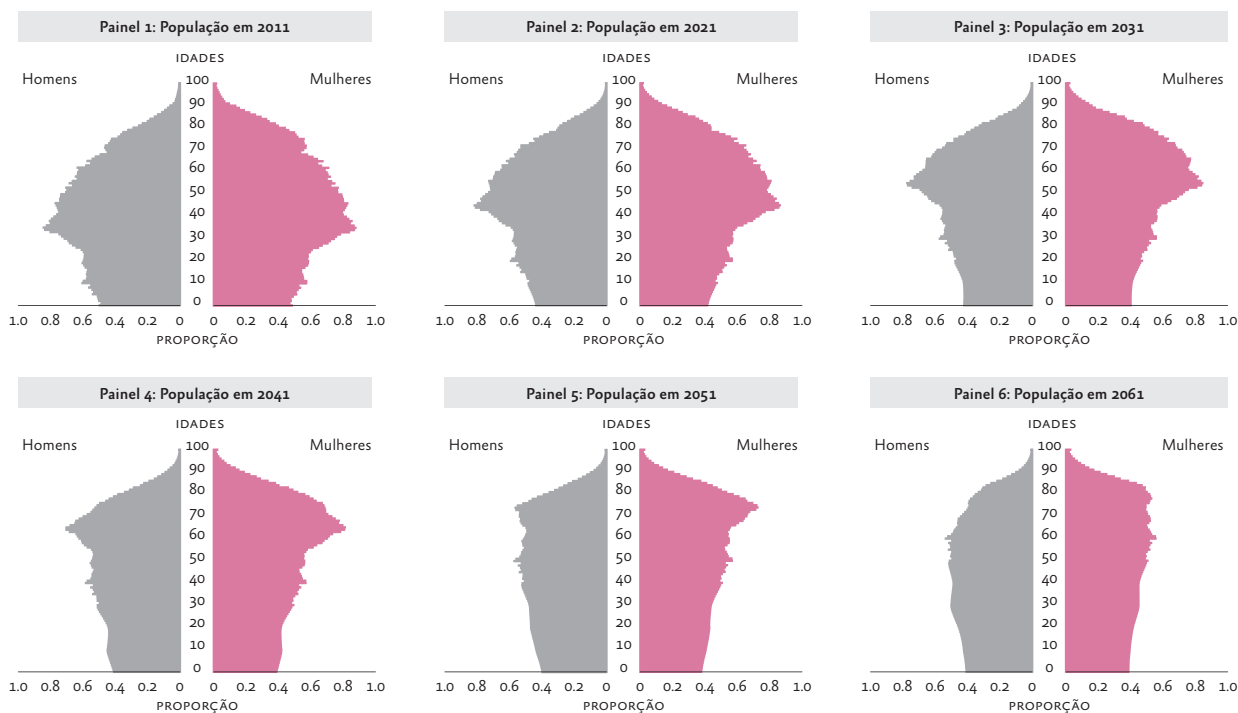 Painel 1: População em 2011
IDADES
Homens
100
Mulheres
90
80
70
60
50
40
30
20
10
0
1.0 0.8 0.6 0.4 0.2 0 0 0.2 0.4 0.6 0.8 1.0
PROPORÇÃO
Painel 2: População em 2021
IDADES
Homens
100
Mulheres
90
80
70
60
50
40
30
20
10
0
1.0 0.8 0.6 0.4 0.2 0 0 0.2 0.4 0.6 0.8 1.0
PROPORÇÃO
Painel 3: População em 2031
IDADES
Homens
100
Mulheres
90
80
70
60
50
40
30
20
10
0
1.0 0.8 0.6 0.4 0.2 0 0 0.2 0.4 0.6 0.8 1.0
PROPORÇÃO
Painel 4: População em 2041
IDADES
Homens
100
Mulheres
90
80
70
60
50
40
30
20
10
0
1.0 0.8 0.6 0.4 0.2 0 0 0.2 0.4 0.6 0.8 1.0
PROPORÇÃO
Painel 5: População em 2051
IDADES
Homens
100
Mulheres
90
80
70
60
50
40
30
20
10
0
1.0 0.8 0.6 0.4 0.2 0 0 0.2 0.4 0.6 0.8 1.0
PROPORÇÃO
Painel 6: População em 2061
IDADES
Homens
100
Mulheres
90
80
70
60
50
40
30
20
10
0
1.0 0.8 0.6 0.4 0.2 0 0 0.2 0.4 0.6 0.8 1.0
PROPORÇÃO